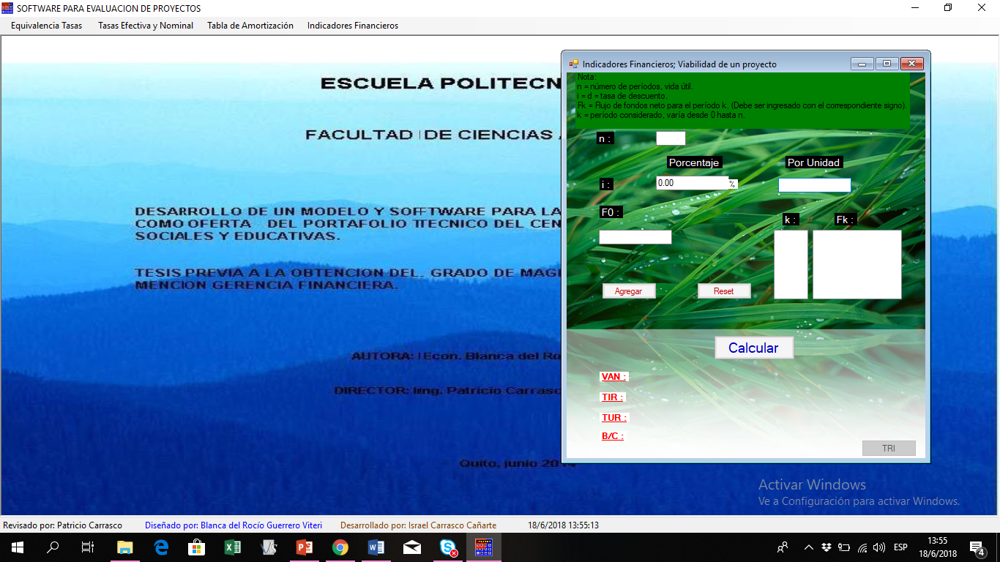 SOFTWARE PARA EVALUACION DE PROYECTOS
Equivalencia Tasas Tasas Efectiva y Nominal Tabla de Amortización Indicadores Financieros
ESCUELA POLITECN
FACULTAD DE CIENCIAS
DESARROLLO DE UN MODELO Y SOFTWARE PARA LA
COMO OFERTA DEL PORTAFOLIO TECNICO DEL CEN
SOCIALES Y EDUCATIVAS.
TESIS PREVIA A LA OBTENCION DEL. GRADO DE MAG
MENCION GERENCIA FINANCIERA.
AUTORA: Econ. Blanca del Ro
DIRECTOR: Ing. Patricio Carrasc
Quito, junio
Indicadores Financieros; Viabilidad de un proyecto
Nota:
n = número de períodos, vida útil.
i = d = tasa de descuento.
Fk = Flujo de fondos neto para el período k. (Debe ser ingresado con el correspondiente signo).
k = período considerado, varía desde 0 hasta n.
n :
Porcentaje Por Unidad
i : 0.00 %
F0 :
k : Fk :
Agregar Reset
Calcular
VAN :
TIR :
TUR :
B/C :
TRI
Activar Windows
Ve a Configuración para activar Windows.
Revisado por: Patricio Carrasco Diseñado por: Blanca del Rocío Guerrero Viteri Desarrollado por: Israel Carrasco Cañarte 18/6/2018 13:55:13
ESP
13:55
18/6/2018
4